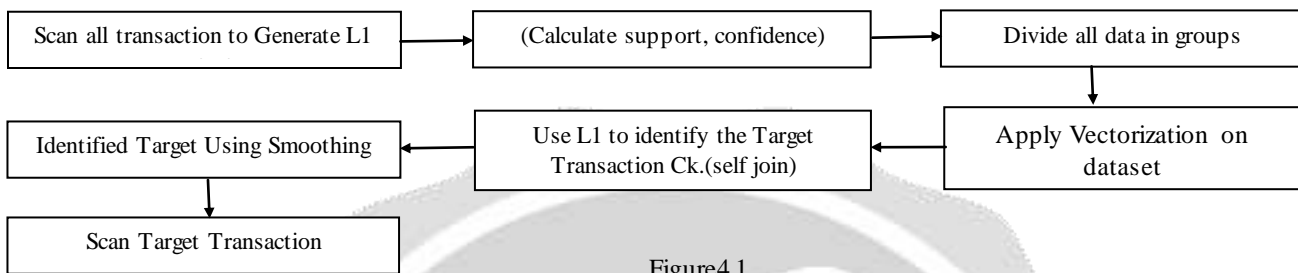 Scan all transaction to Generate L1
(Calculate support, confidence)
Divide all data in groups
Apply Vectorization on
dataset
Use L1 to identify the Target
Transaction Ck.(self join)
Identified Target Using Smoothing
Scan Target Transaction
Figure4.1